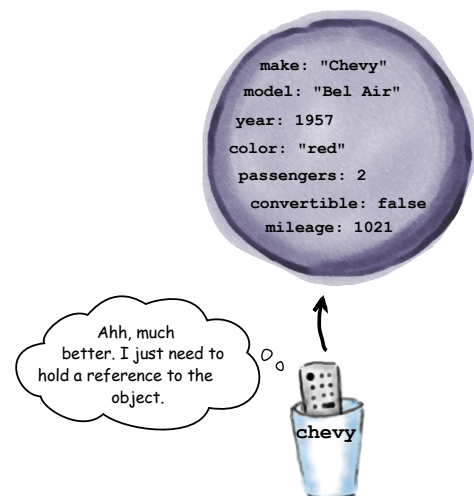 make: "Chevy"
model: "Bel Air"
year: 1957
color: "red"
passengers: 2
convertible: false
mileage: 1021
Ahh, much
better. I just need to
hold a reference to the
object.
chevy